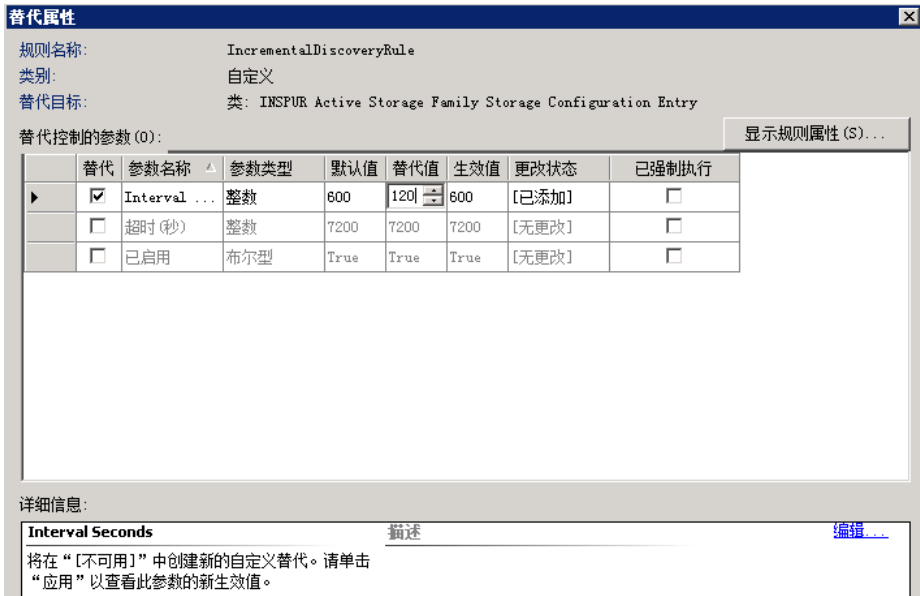 替代属性
规则名称: IncrementalDiscoveryRule
类别: 自定义
替代目标: 类: INSPUR Active Storage Family Storage Configuration Entry
替代控制的参数(O):
显示规则属性(S)...
替代 参数名称 参数类型 默认值 替代值 生效值 更改状态 已强制执行
Interval ... 整数 600 120 600 [已添加]
超时(秒) 整数 7200 7200 7200 [无更改]
已启用 布尔型 True True True [无更改]
详细信息:
Interval Seconds 描述 编辑...
将在“[不可用]”中创建新的自定义替代。请单击
“应用”以查看此参数的新生效值。